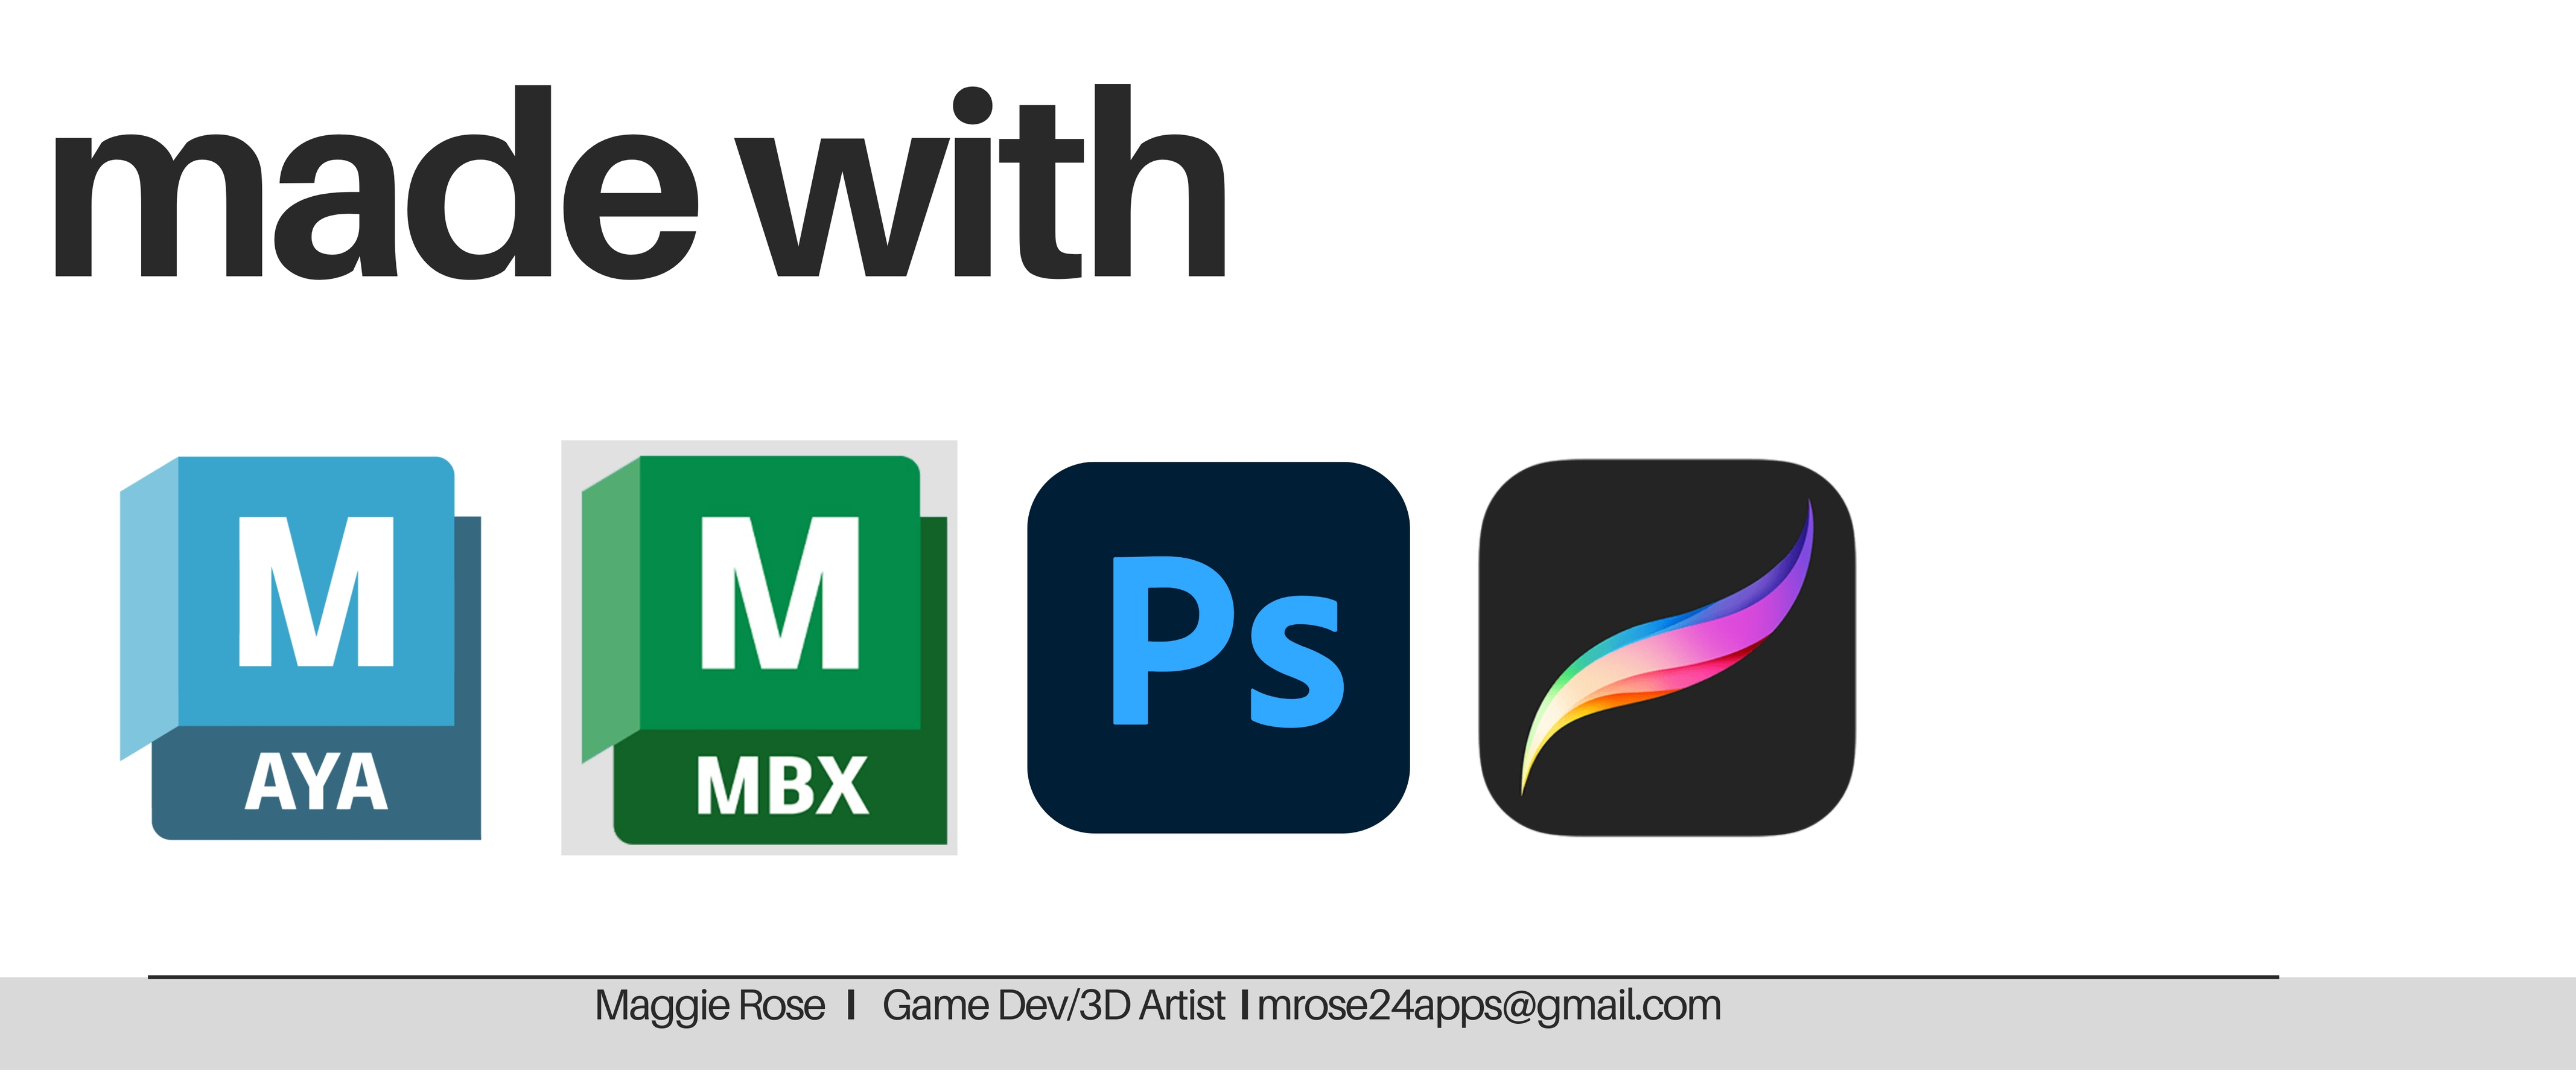 made with
M
AYA
M
MBX
Ps
Maggie Rose I Game Dev/3D Artist I mrose24apps@gmail.com